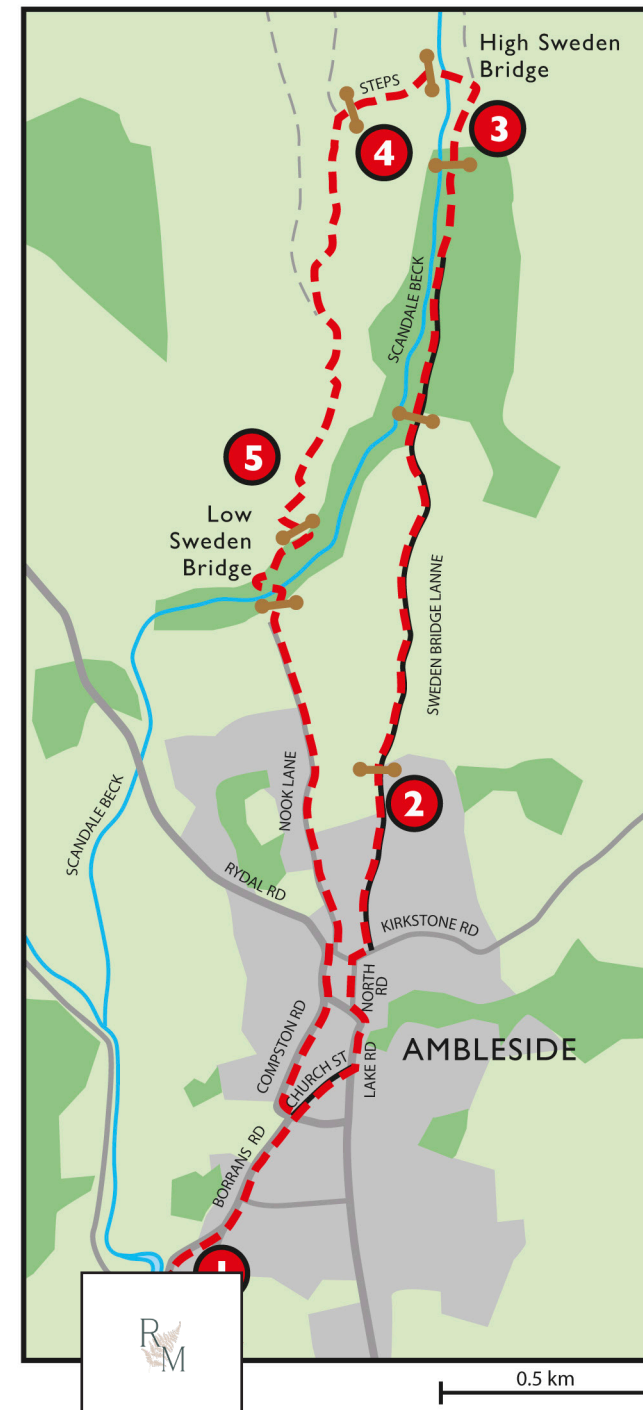 High Sweden
Bridge
STEPS
3
4
SCANDALE BECK
5
Low
Sweden
Bridge
SWEDEN BRIDGE LANNE
NOOK LANE
2
SCANDALE BECK
RYDAL RD
KIRKSTONE RD
NORTH
RD
COMPSTON RD
AMBLESIDE
CHURCH ST
LAKE RD
BORRANS RD
R
M
0.5 km